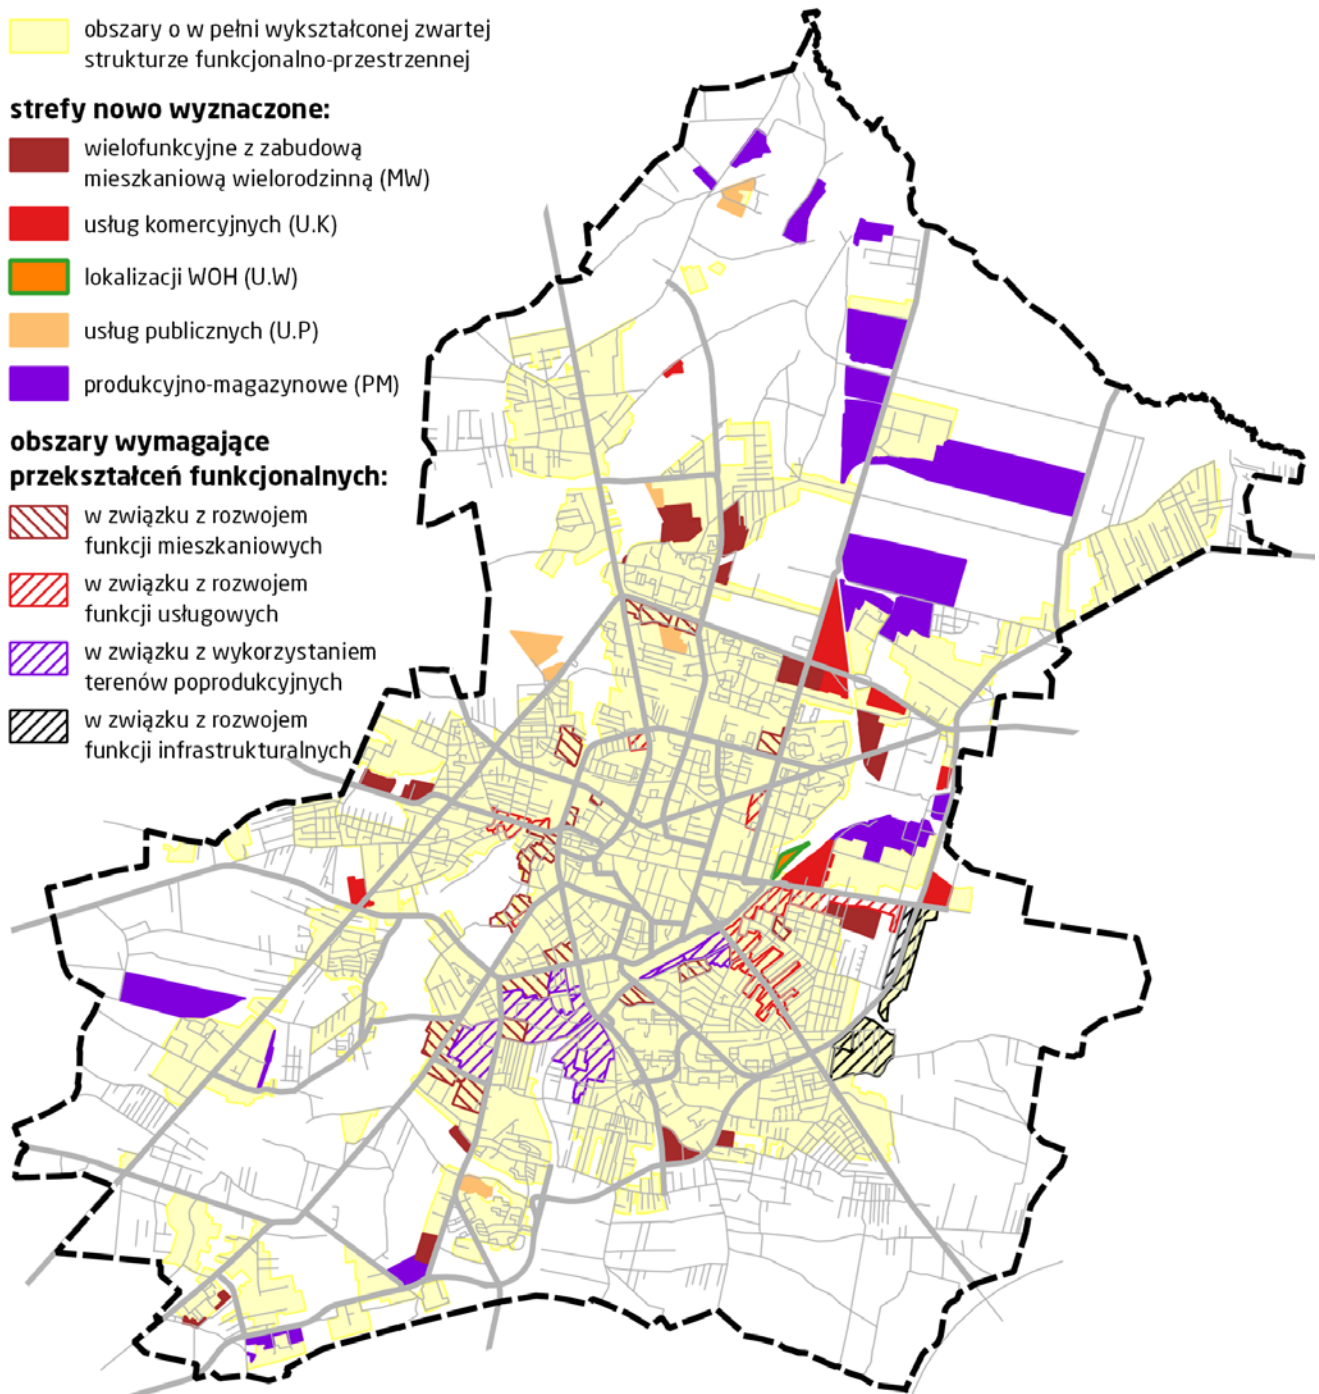 obszary o w pełni wykształconej zwartej
strukturze funkcjonalno-przestrzennej
strefy nowo wyznaczone:
wielofunkcyjne z zabudową
mieszkaniową wielorodzinną (MW)
usług komercyjnych (U.K)
lokalizacji WOH (U.W)
usług publicznych (U.P)
produkcyjno-magazynowe (PM)
obszary wymagające
przekształceń funkcjonalnych:
w związku z rozwojem
funkcji mieszkaniowych
w związku z rozwojem
funkcji usługowych
w związku z wykorzystaniem
terenów poprodukcyjnych
w związku z rozwojem
funkcji infrastrukturalnych